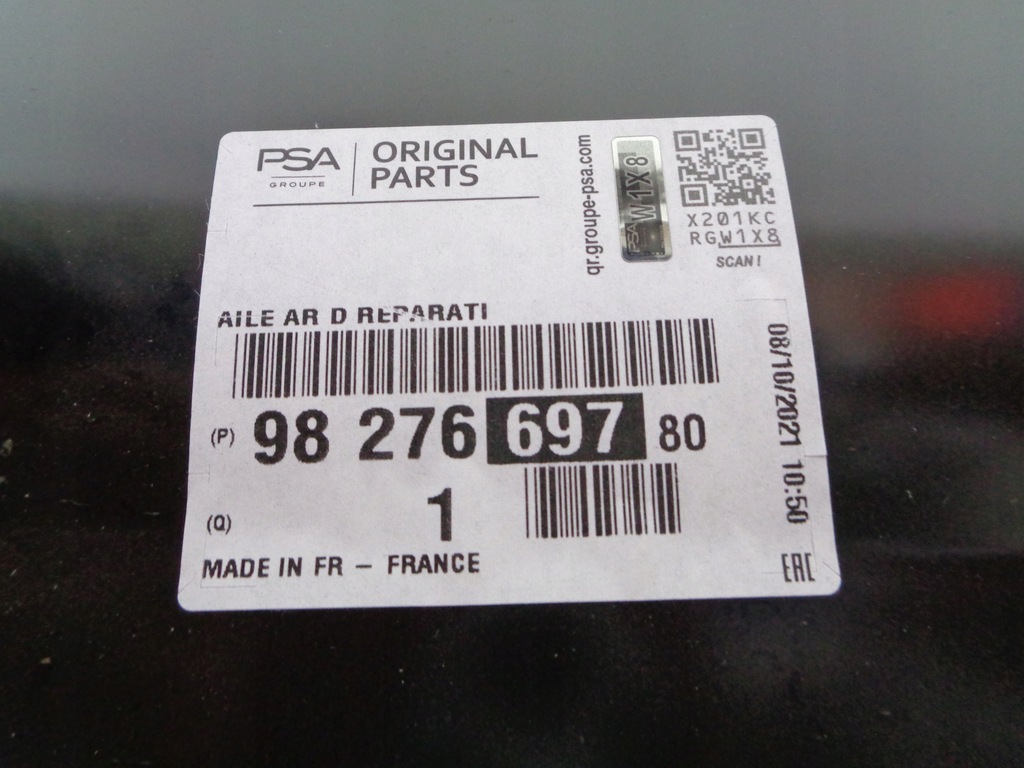 PSA
GROUPE
ORIGINAL
PARTS
qr.groupe-psa.com
PSA W1X8
X201KC
RGW1X8
SCAN!
AILE AR D REPARATI
(P) 98 276 697 80
(Q) 1
MADE IN FR – FRANCE
08/10/2021 10:50
EAC